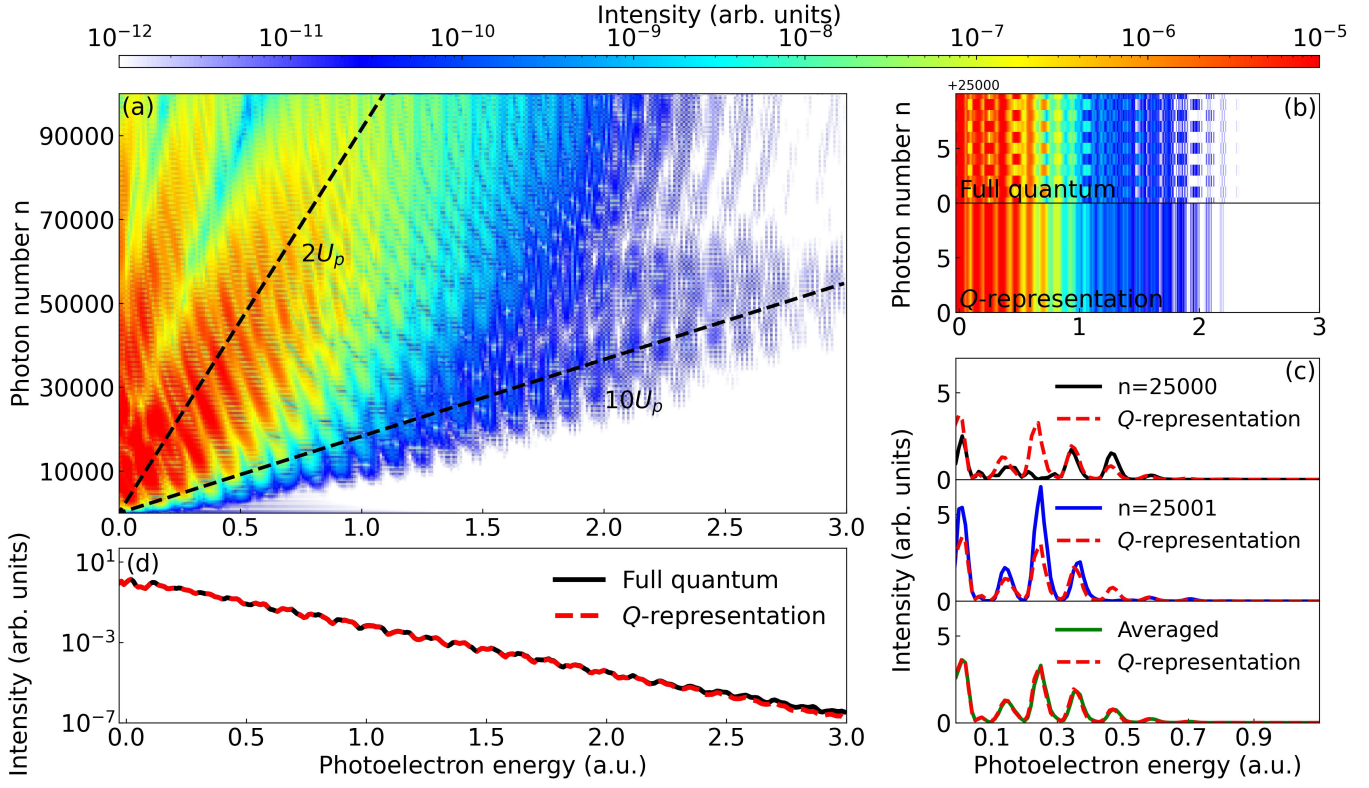 Intensity (arb. units)
10⁻¹² 10⁻¹¹ 10⁻¹⁰ 10⁻⁹ 10⁻⁸ 10⁻⁷ 10⁻⁶ 10⁻⁵
(a)
Photon number n
90000
70000
50000
30000
10000
2Uₚ
10Uₚ
0.0 0.5 1.0 1.5 2.0 2.5 3.0
+25000
(b)
Photon number n
5
Full quantum
0
5
Q-representation
0
0 1 2 3
(c)
Intensity (arb. units)
5
n=25000
Q-representation
0
5
n=25001
Q-representation
0
5
Averaged
Q-representation
0
0.1 0.3 0.5 0.7 0.9
Photoelectron energy (a.u.)
(d)
Intensity (arb. units)
10¹
10⁻³
10⁻⁷
Full quantum
Q-representation
0.0 0.5 1.0 1.5 2.0 2.5 3.0
Photoelectron energy (a.u.)